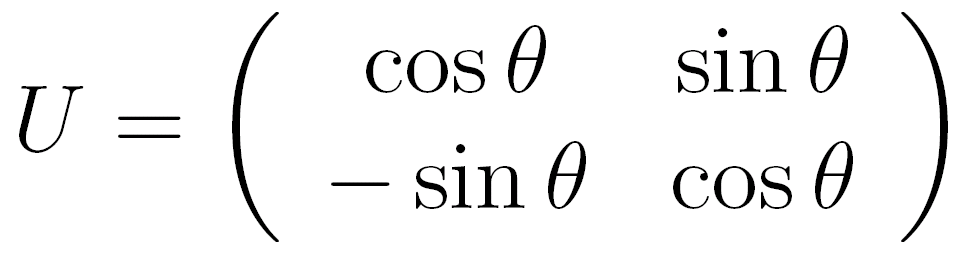 U = ( cos θ sin θ
− sin θ cos θ )